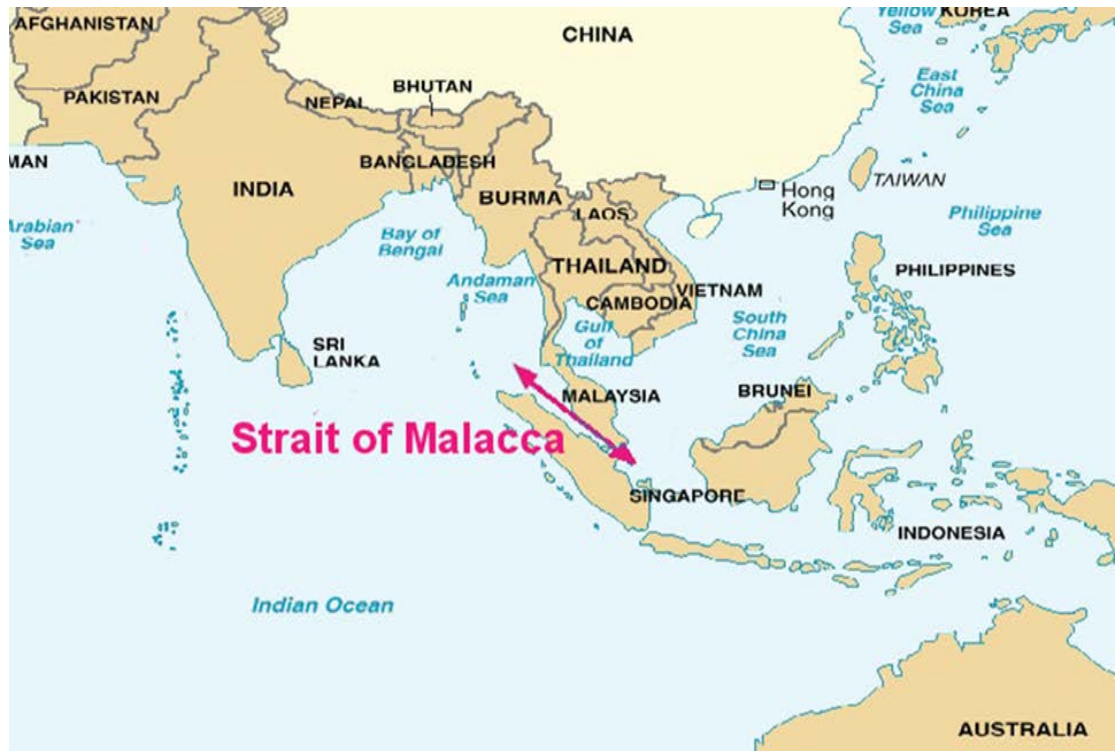 AFGHANISTAN
CHINA
Yellow
Sea
KOREA
East
China
Sea
PAKISTAN
NEPAL
BHUTAN
MAN
BANGLADESH
INDIA
BURMA
LAOS
Hong
Kong
TAIWAN
Arabian
Sea
Bay of
Bengal
Philippine
Sea
Andaman
Sea
THAILAND
PHILIPPINES
CAMBODIA
VIETNAM
Gulf
of
Thailand
South
China
Sea
SRI
LANKA
MALAYSIA
BRUNEI
Strait of Malacca
SINGAPORE
INDONESIA
Indian Ocean
AUSTRALIA